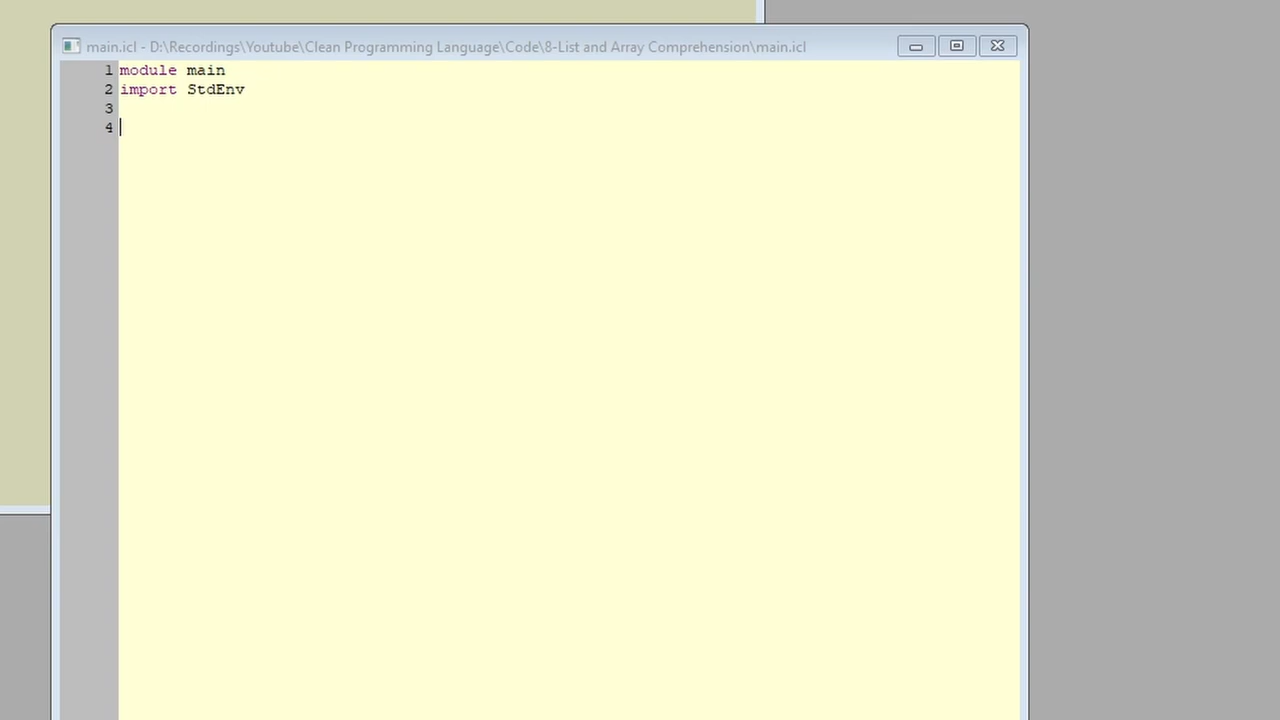 main.icl - D:\Recordings\Youtube\Clean Programming Language\Code\8-List and Array Comprehension\main.icl
1 module main
2 import StdEnv
3
4